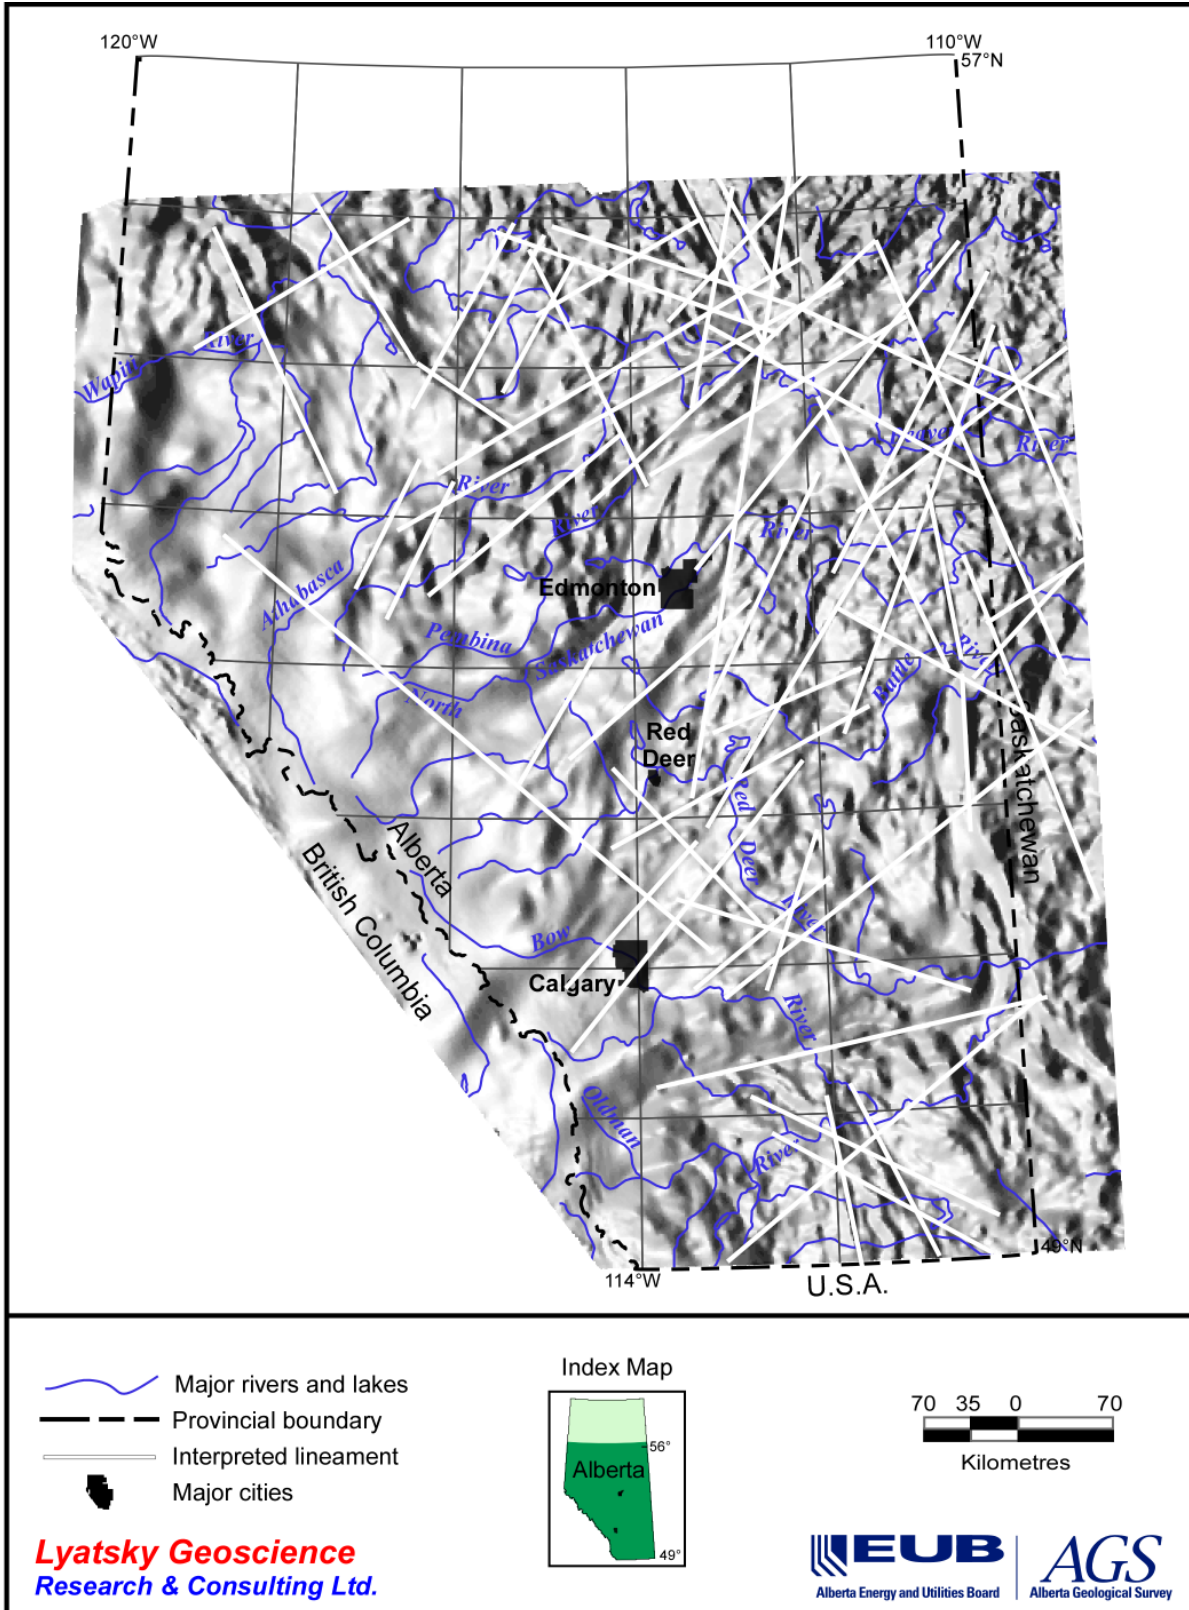 120°W
110°W
57°N
Wapiti
River
Beaver
River
River
River
River
Edmonton
Athabasca
Pembina
Saskatchewan
North
River
Battle
Red
Deer
Saskatchewan
Red
Deer
River
Alberta
British Columbia
Bow
Calgary
River
Oldman
River
49°N
114°W
U.S.A.
Major rivers and lakes
Provincial boundary
Interpreted lineament
Major cities
Index Map
56°
Alberta
49°
70 35 0 70
Kilometres
Lyatsky Geoscience
Research & Consulting Ltd.
EUB
Alberta Energy and Utilities Board
AGS
Alberta Geological Survey